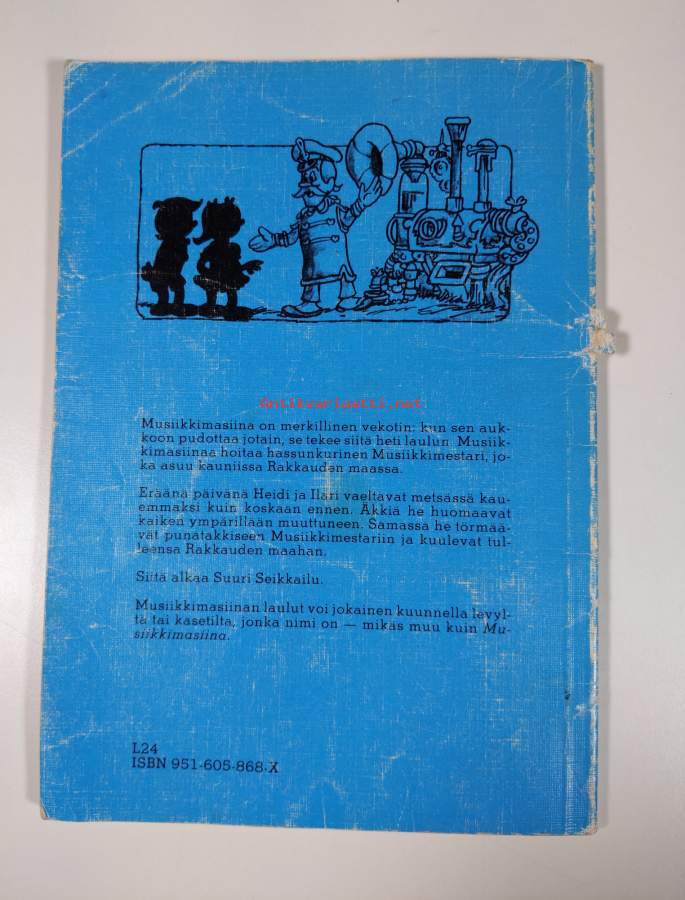 antikvariaatti.net
Musiikkimasiina on merkillinen vekotin: kun sen auk-
koon pudottaa jotain, se tekee siitä heti laulun. Musiik-
kimasiinaa hoitaa hassunkurinen Musiikkimestari, jo-
ka asuu kauniissa Rakkauden maassa.
Eräänä päivänä Heidi ja Ilari vaeltavat metsässä kau-
emmaksi kuin koskaan ennen. Äkkiä he huomaavat
kaiken ympärillään muuttuneen. Samassa he törmää-
vät punatakkiseen Musiikkimestariin ja kuulevat tul-
leensa Rakkauden maahan.
Siitä alkaa Suuri Seikkailu.
Musiikkimasiinan laulut voi jokainen kuunnella levyl-
tä tai kasetilta, jonka nimi on — mikäs muu kuin Mu-
siikkimasiina.
L24
ISBN 951-605-868-X